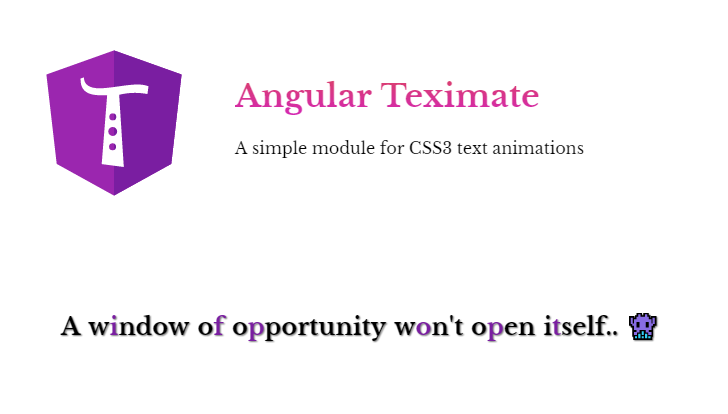 T
Angular Teximate
A simple module for CSS3 text animations
A window of opportunity won't open itself..